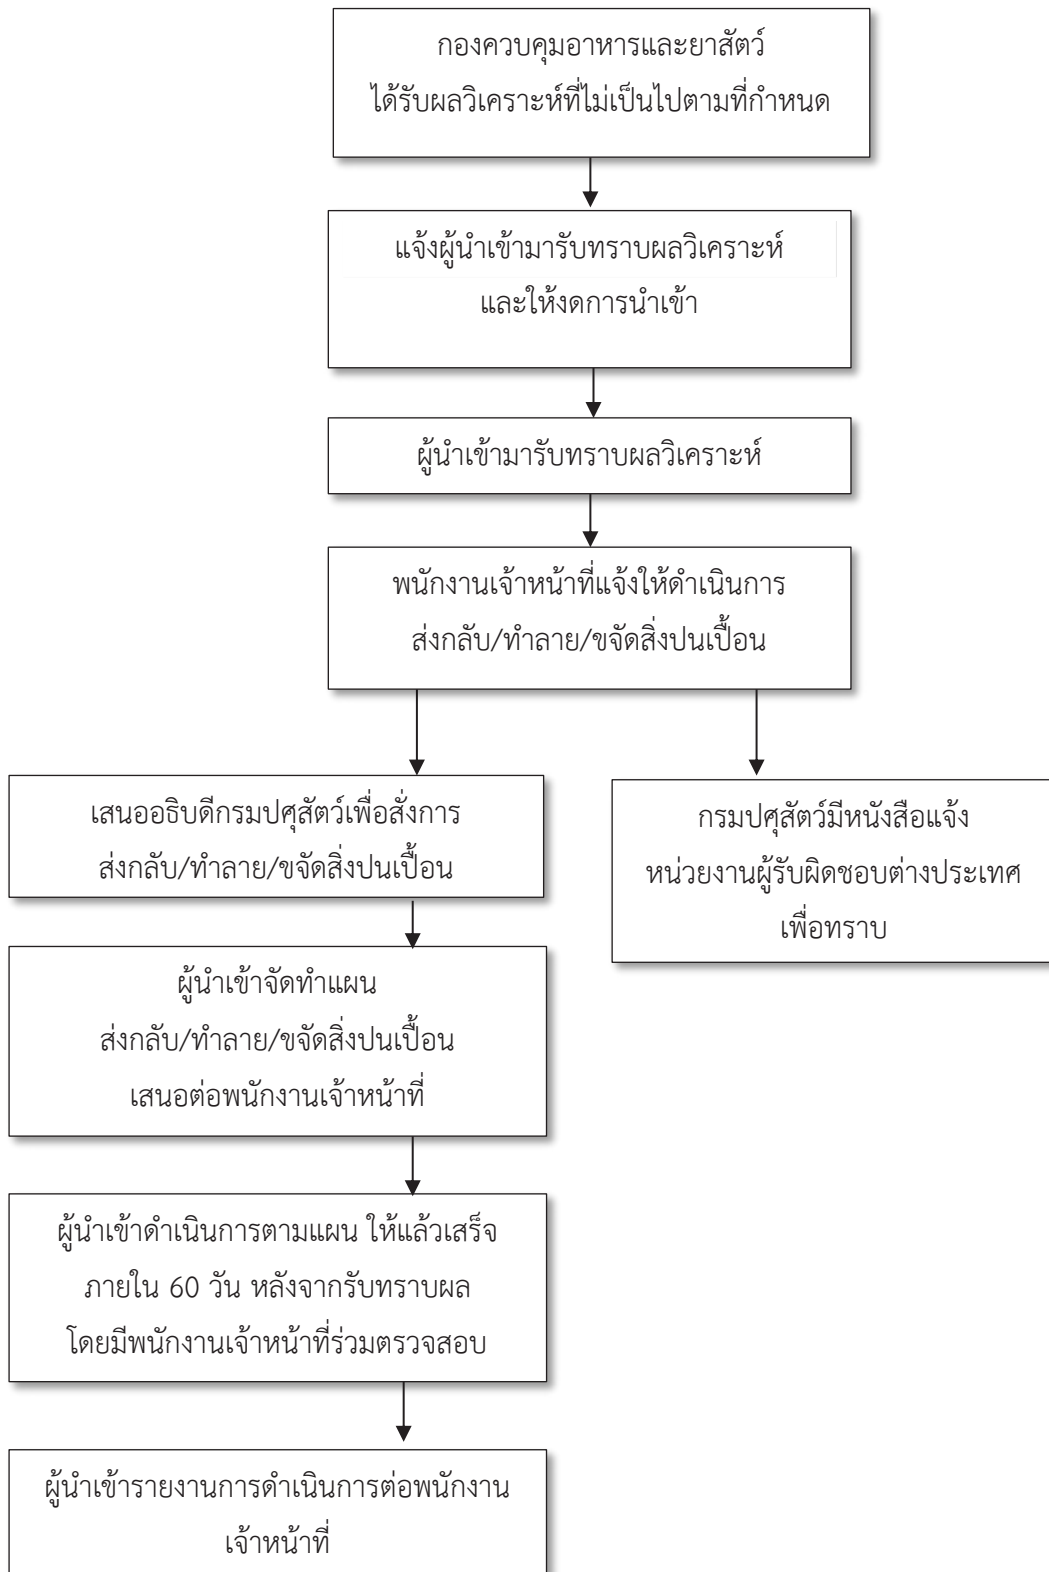 กองควบคุมอาหารและยาสัตว์
ได้รับผลวิเคราะห์ที่ไม่เป็นไปตามที่กำหนด
แจ้งผู้นำเข้ามารับทราบผลวิเคราะห์
และให้งดการนำเข้า
ผู้นำเข้ามารับทราบผลวิเคราะห์
พนักงานเจ้าหน้าที่แจ้งให้ดำเนินการ
ส่งกลับ/ทำลาย/ขจัดสิ่งปนเปื้อน
เสนออธิบดีกรมปศุสัตว์เพื่อสั่งการ
ส่งกลับ/ทำลาย/ขจัดสิ่งปนเปื้อน
กรมปศุสัตว์มีหนังสือแจ้ง
หน่วยงานผู้รับผิดชอบต่างประเทศ
เพื่อทราบ
ผู้นำเข้าจัดทำแผน
ส่งกลับ/ทำลาย/ขจัดสิ่งปนเปื้อน
เสนอต่อพนักงานเจ้าหน้าที่
ผู้นำเข้าดำเนินการตามแผน ให้แล้วเสร็จ
ภายใน 60 วัน หลังจากรับทราบผล
โดยมีพนักงานเจ้าหน้าที่ร่วมตรวจสอบ
ผู้นำเข้ารายงานการดำเนินการต่อพนักงาน
เจ้าหน้าที่